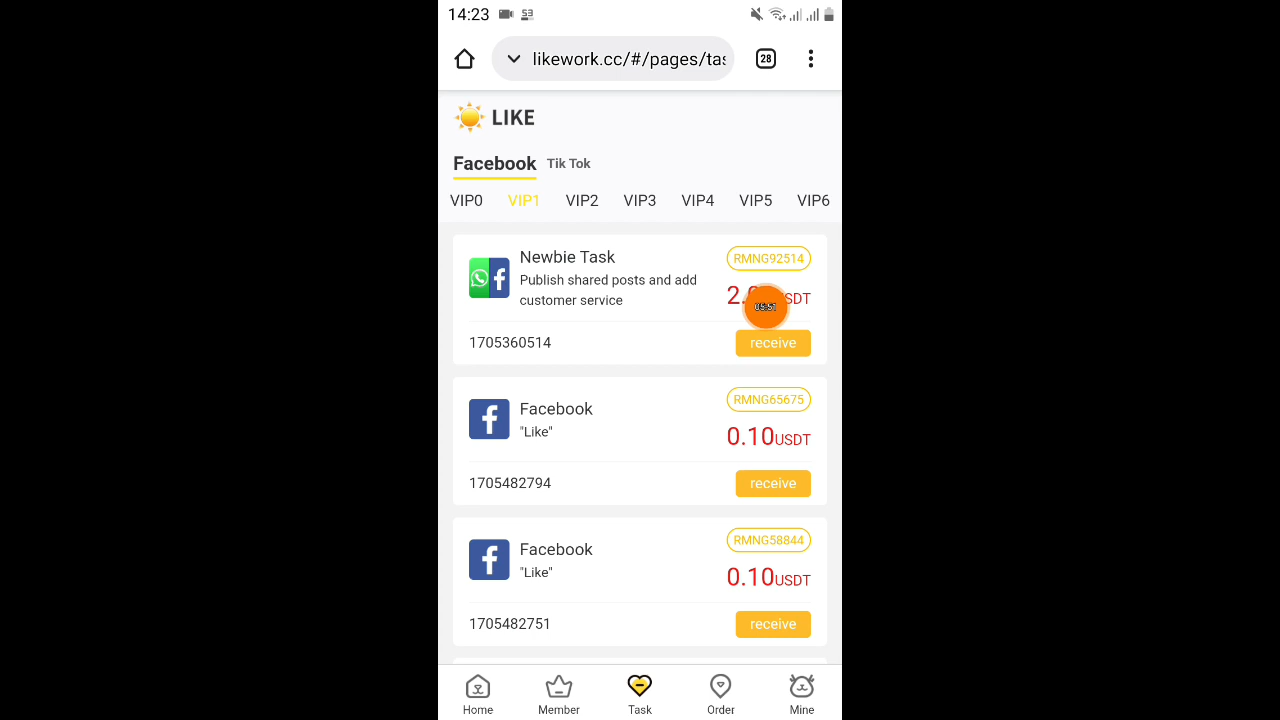 14:23
likework.cc/#/pages/tas
28
LIKE
Facebook Tik Tok
VIP0 VIP1 VIP2 VIP3 VIP4 VIP5 VIP6
Newbie Task
RMNG92514
Publish shared posts and add
customer service
05:51
1705360514
receive
Facebook
RMNG65675
"Like"
0.10USDT
1705482794
receive
Facebook
RMNG58844
"Like"
0.10USDT
1705482751
receive
Home Member Task Order Mine